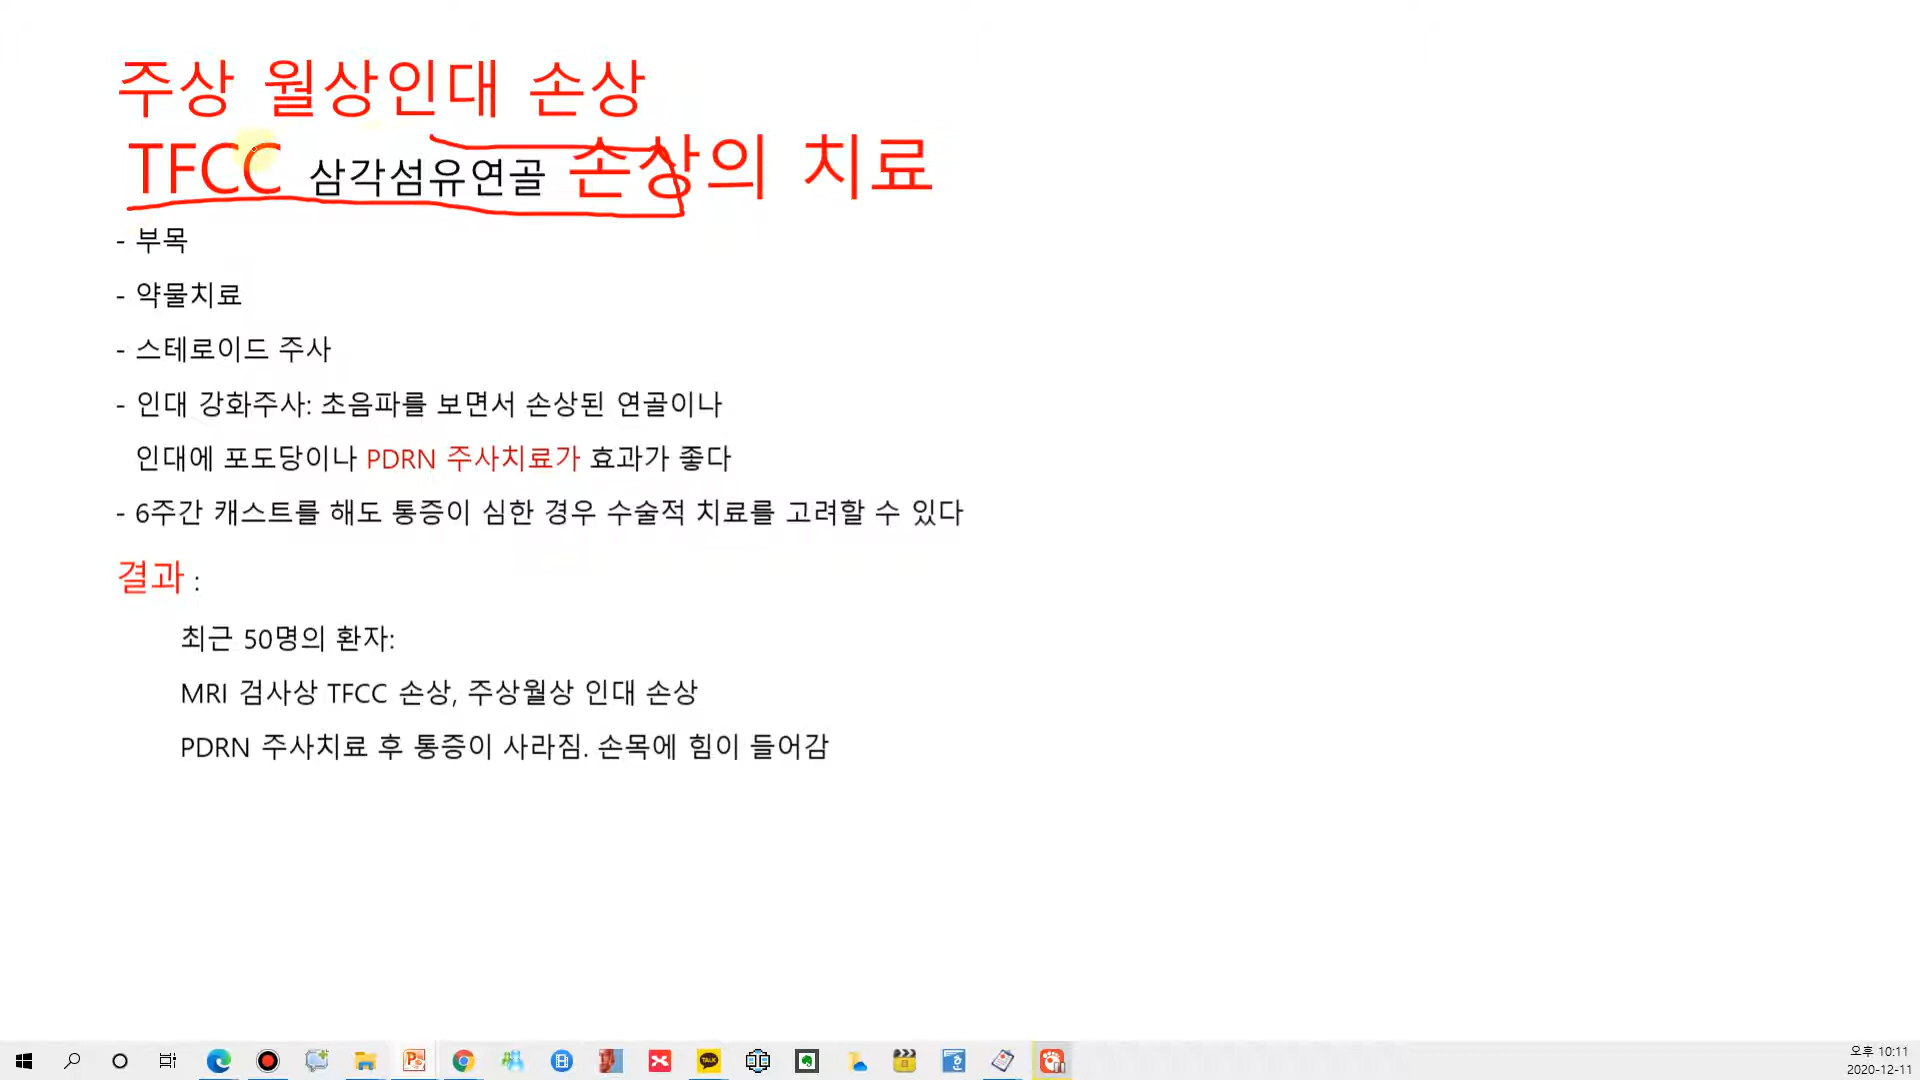 주상 월상인대 손상
TFCC 삼각섬유연골 손상의 치료
- 부목
- 약물치료
- 스테로이드 주사
- 인대 강화주사: 초음파를 보면서 손상된 연골이나
인대에 포도당이나 PDRN 주사치료가 효과가 좋다
- 6주간 캐스트를 해도 통증이 심한 경우 수술적 치료를 고려할 수 있다
결과 :
최근 50명의 환자:
MRI 검사상 TFCC 손상, 주상월상 인대 손상
PDRN 주사치료 후 통증이 사라짐. 손목에 힘이 들어감
TALK
오후 10:11
2020-12-11